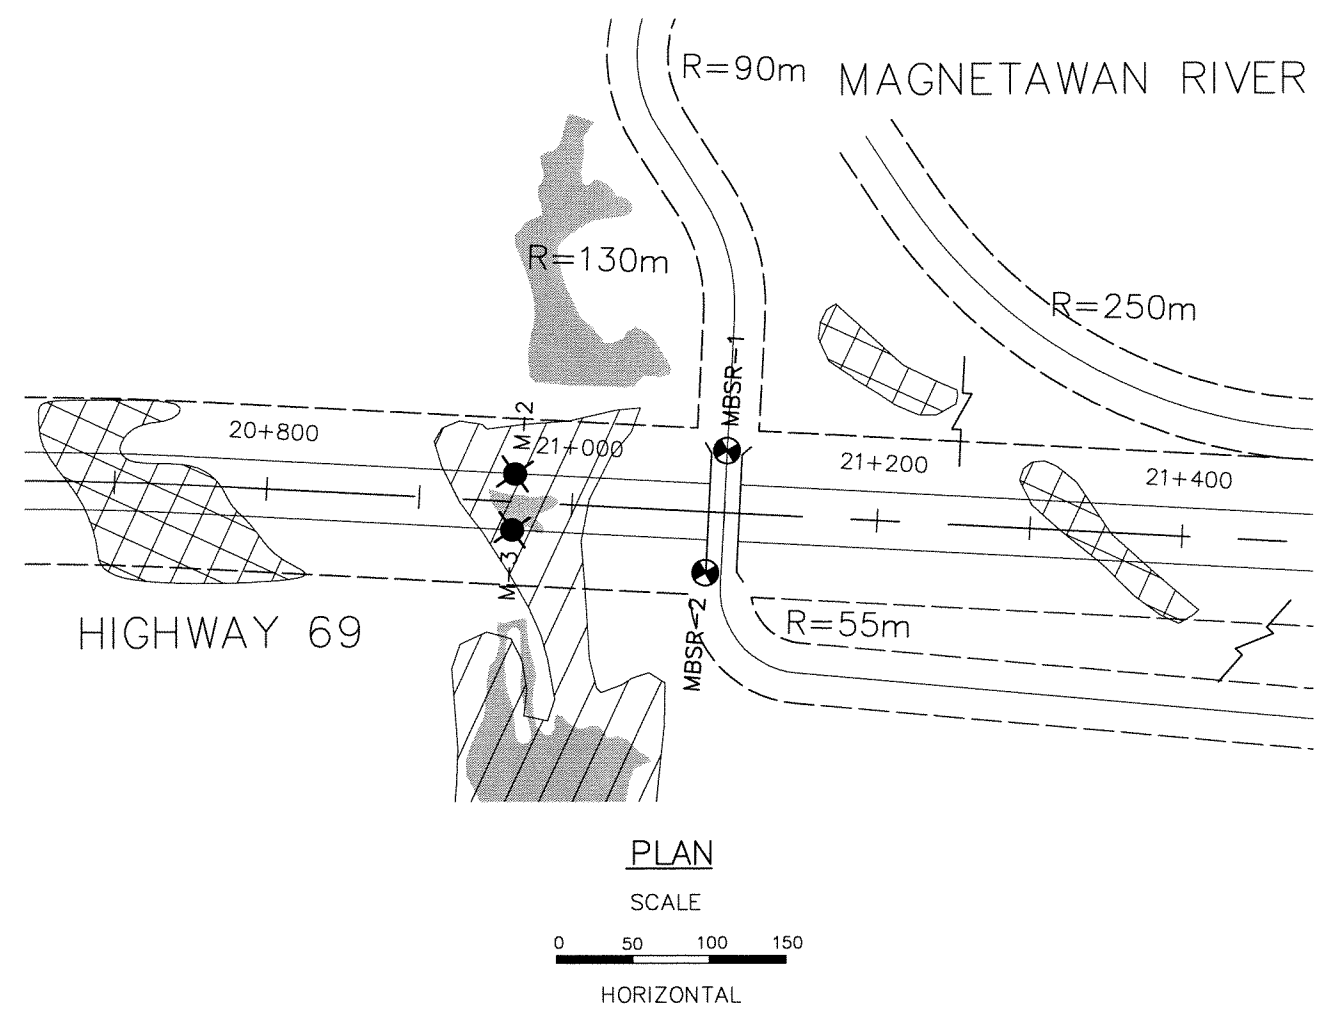 R=90m
MAGNETAWAN RIVER
R=130m
R=250m
MBSR-1
M-2
20+800
21+000
21+200
21+400
M-3
HIGHWAY 69
MBSR-2
R=55m
PLAN
SCALE
0 50 100 150
HORIZONTAL